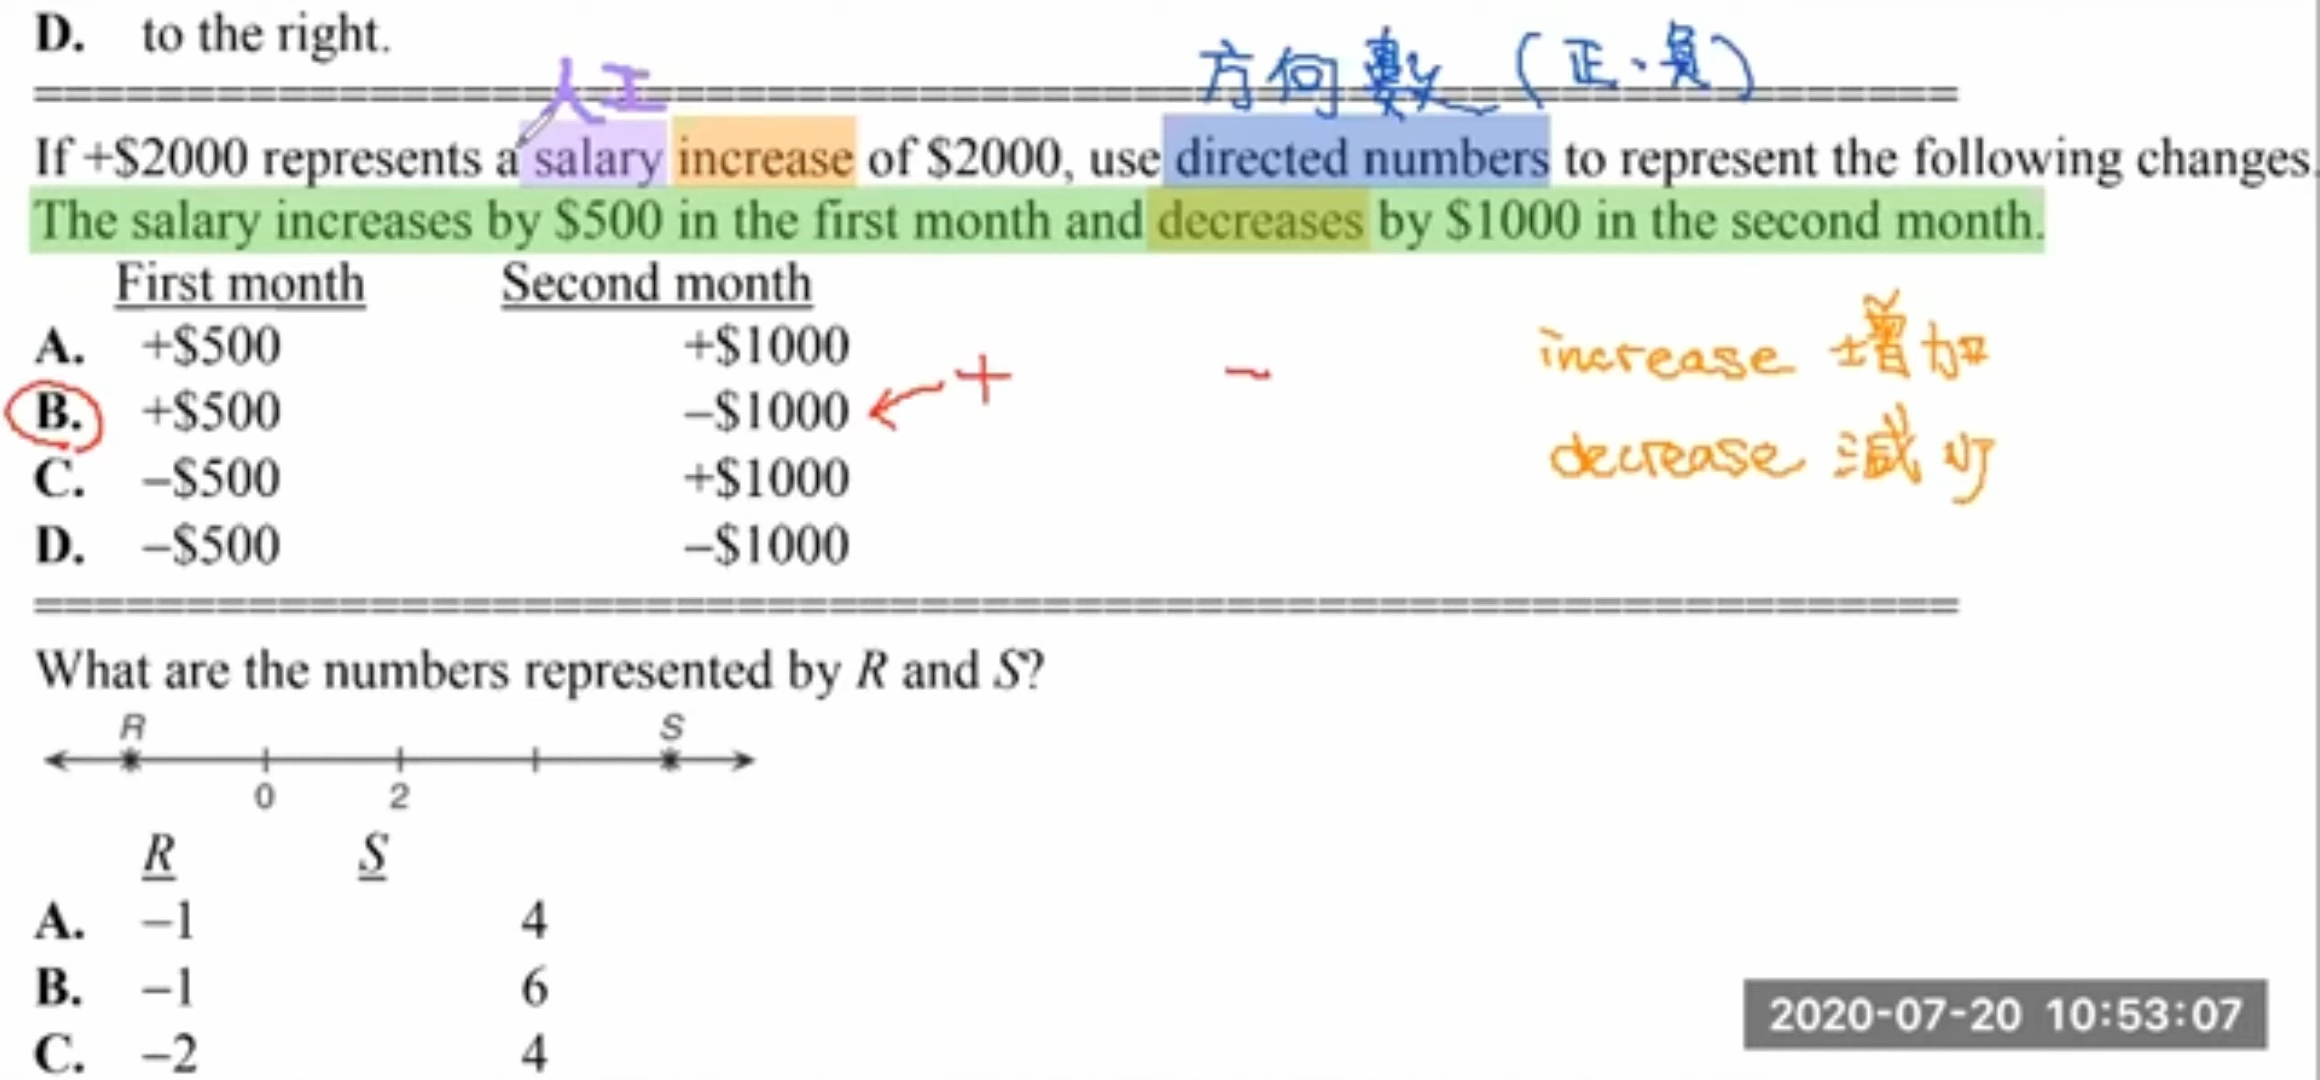 D. to the right.
人工
方向數 (正、負)
If +$2000 represents a salary increase of $2000, use directed numbers to represent the following changes.
The salary increases by $500 in the first month and decreases by $1000 in the second month.
First month Second month
A. +$500 +$1000
B. +$500 –$1000
C. –$500 +$1000
D. –$500 –$1000
+ -
increase 增加
decrease 減少
What are the numbers represented by R and S?
R S
0 2
R S
A. –1 4
B. –1 6
C. –2 4
2020-07-20 10:53:07